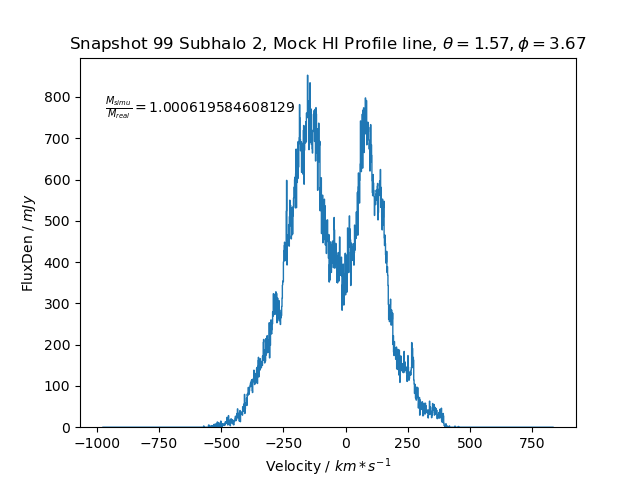 Snapshot 99 Subhalo 2, Mock HI Profile line, θ = 1.57, ϕ = 3.67
M_simu/M_real = 1.000619584608129
FluxDen / mJy
800
700
600
500
400
300
200
100
0
−1000 −750 −500 −250 0 250 500 750
Velocity / km * s^−1